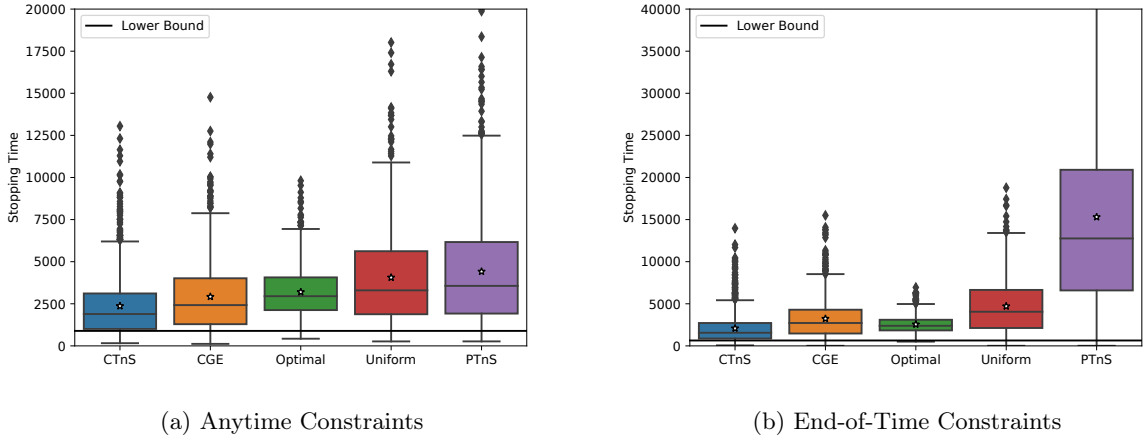 20000
17500
15000
12500
10000
7500
5000
2500
0
Stopping Time
Lower Bound
CTnS CGE Optimal Uniform PTnS
(a) Anytime Constraints
40000
35000
30000
25000
20000
15000
10000
5000
0
Stopping Time
Lower Bound
CTnS CGE Optimal Uniform PTnS
(b) End-of-Time Constraints